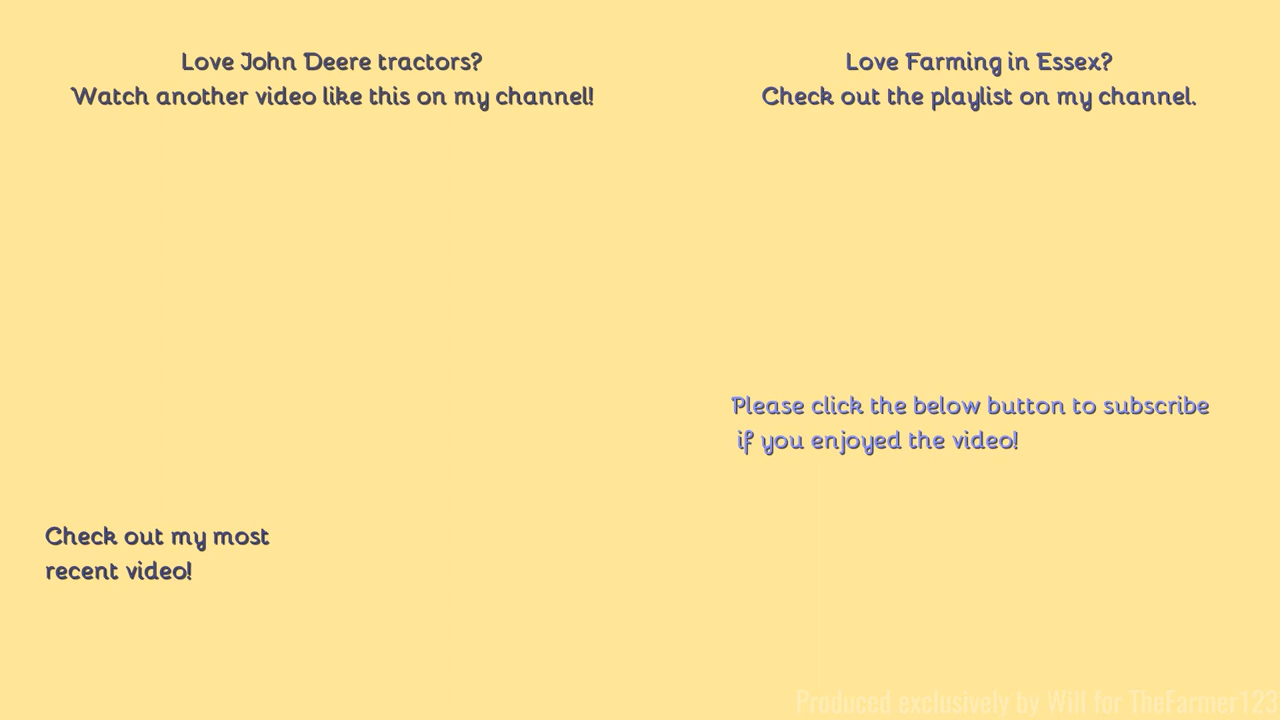 Love John Deere tractors?
Watch another video like this on my channel!
Love Farming in Essex?
Check out the playlist on my channel.
Please click the below button to subscribe
if you enjoyed the video!
Check out my most
recent video!
Produced exclusively by Will for TheFarmer123